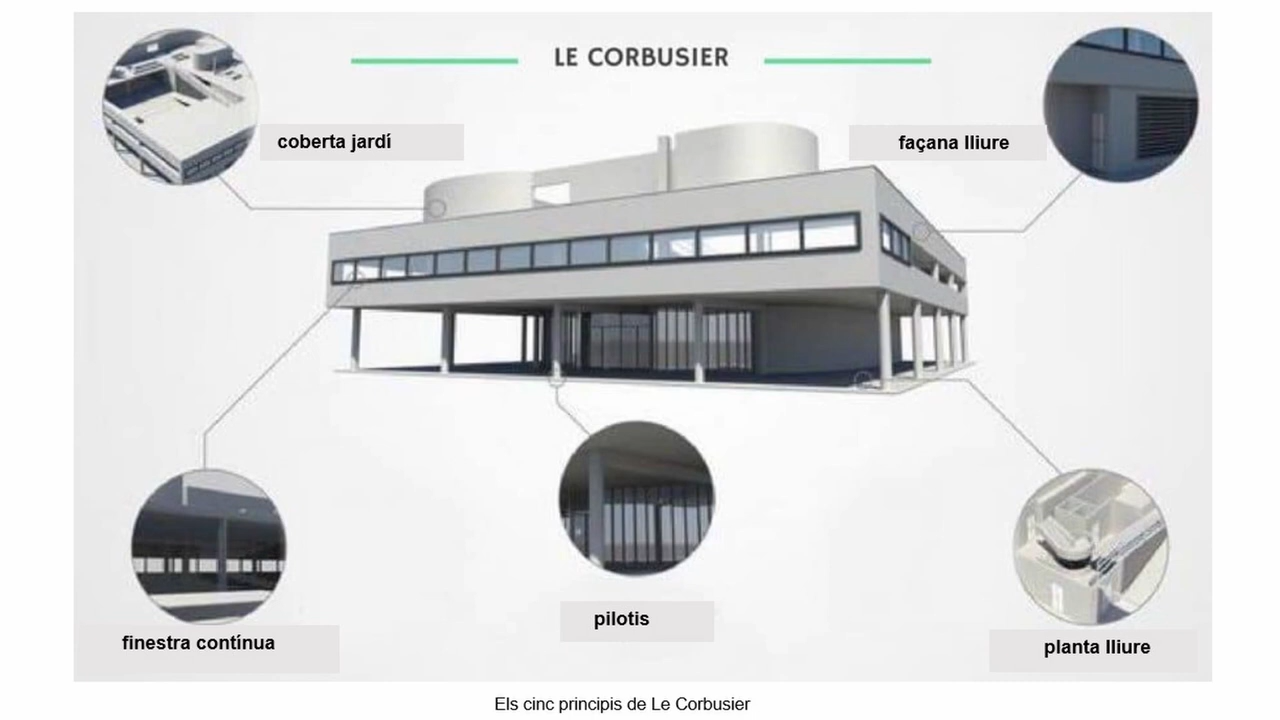 LE CORBUSIER
coberta jardí
façana lliure
finestra contínua
pilotis
planta lliure
Els cinc principis de Le Corbusier